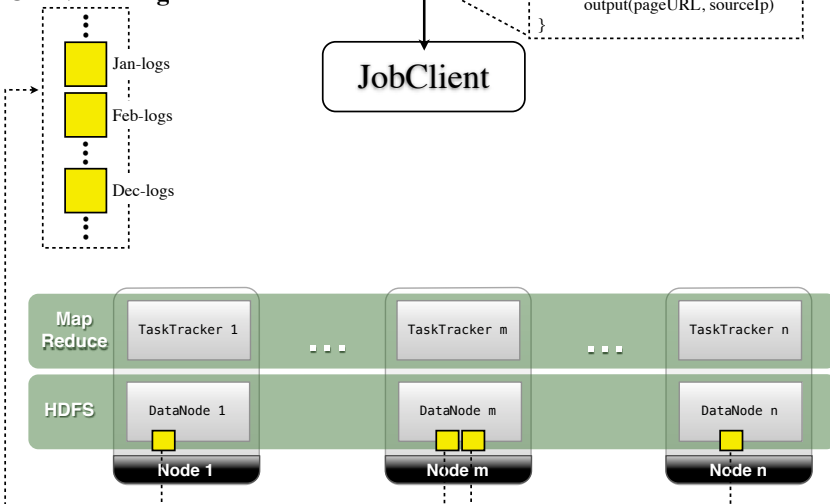 output(pageURL, sourceIp)
}
JobClient
Jan-logs
Feb-logs
Dec-logs
Map
Reduce
TaskTracker 1
TaskTracker m
TaskTracker n
HDFS
DataNode 1
DataNode m
DataNode n
Node 1
Node m
Node n